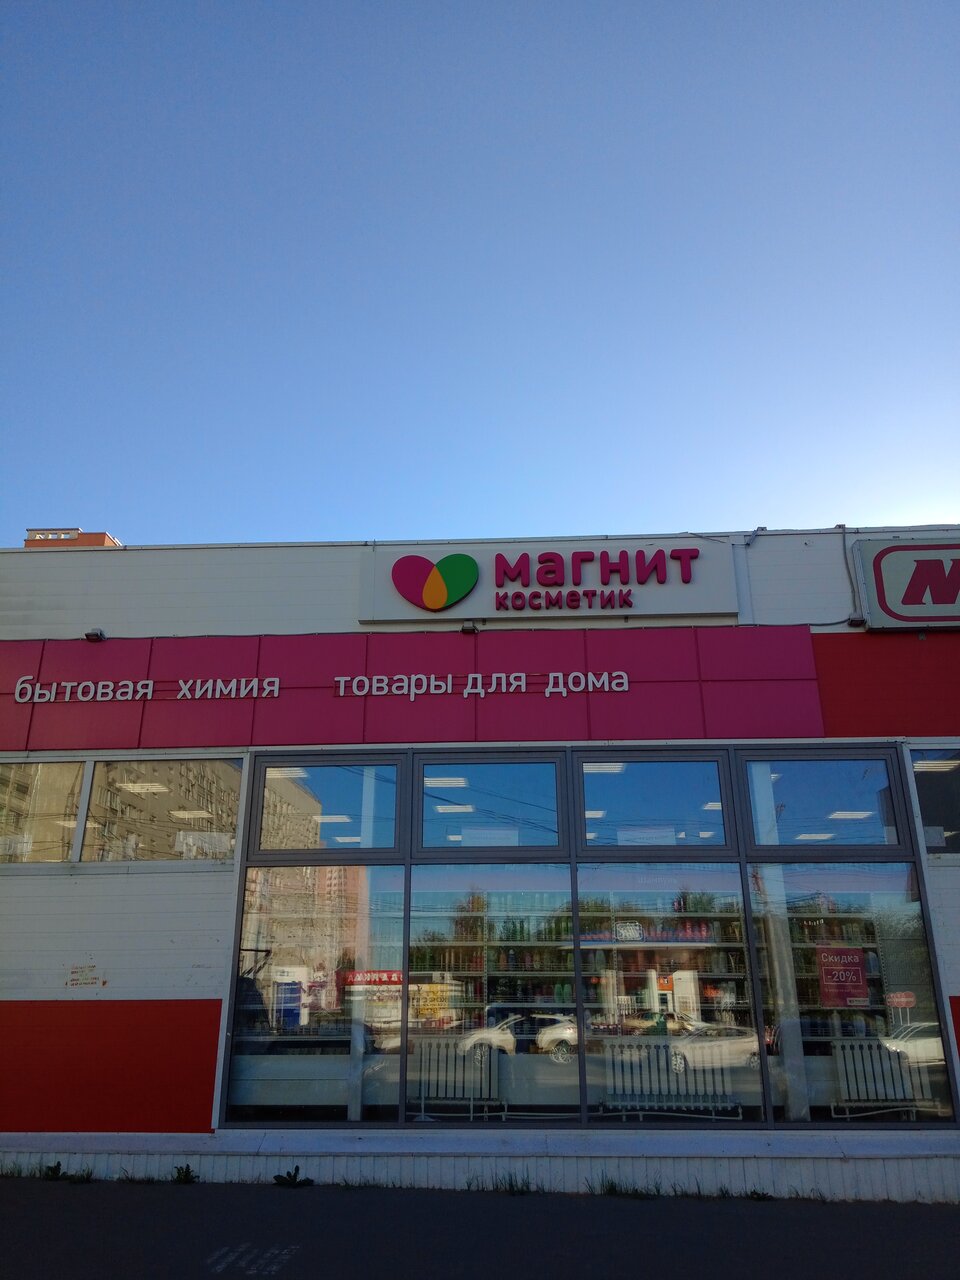 магнит
косметик
М
бытовая химия товары для дома
Скидка
-20%